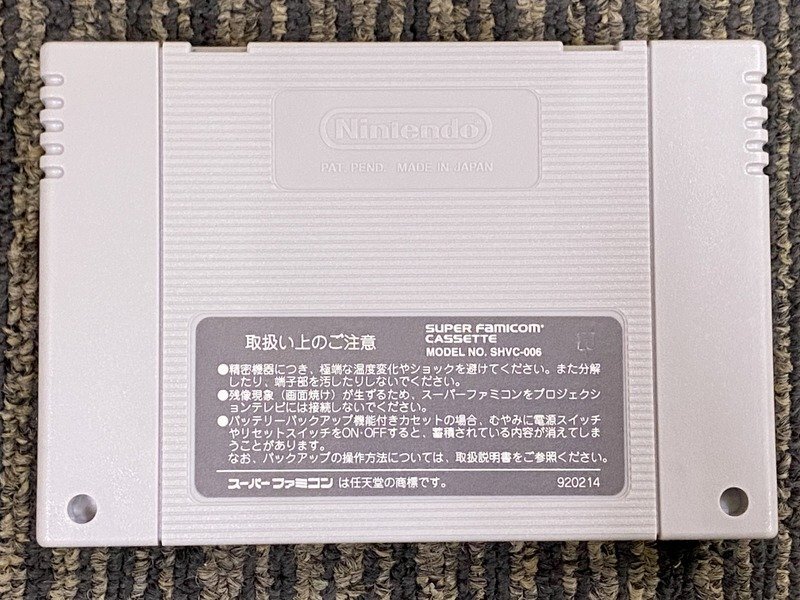 Nintendo
PAT. PEND. MADE IN JAPAN
取扱い上のご注意
SUPER FAMICOM
CASSETTE
MODEL NO. SHVC-006
●精密機器につき、極端な温度変化やショックを避けてください。また分解
したり、端子部を汚したりしないでください。
●残像現象（画面焼け）が生ずるため、スーパーファミコンをプロジェクシ
ョンテレビには接続しないでください。
●バッテリーバックアップ機能付きカセットの場合、むやみに電源スイッチ
やリセットスイッチをON・OFFすると、蓄積されている内容が消えてしま
うことがあります。
なお、バックアップの操作方法については、取扱説明書をご参照ください。
スーパーファミコンは任天堂の商標です。
920214